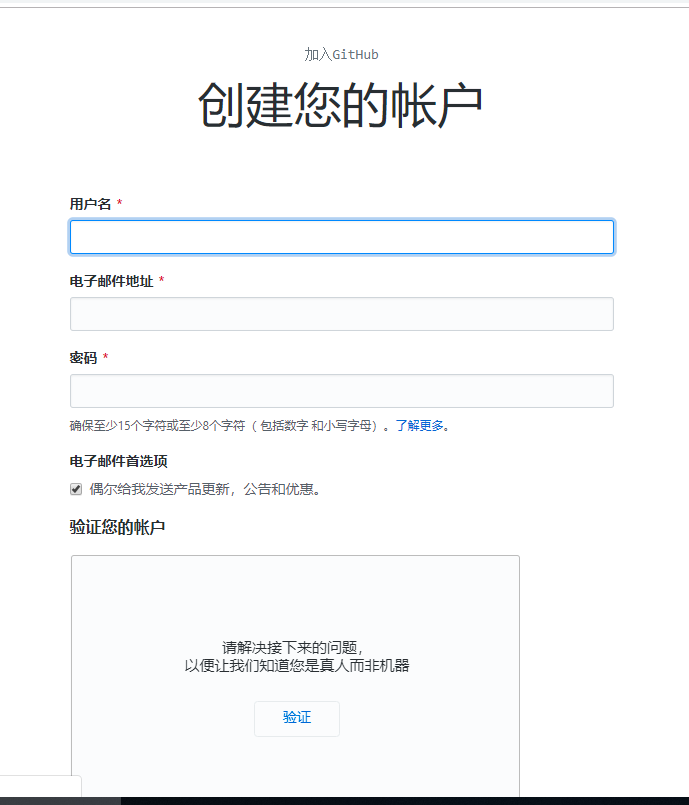 加入GitHub
创建您的帐户
用户名 *
电子邮件地址 *
密码 *
确保至少15个字符或至少8个字符（ 包括数字 和小写字母）。了解更多。
电子邮件首选项
偶尔给我发送产品更新，公告和优惠。
验证您的帐户
请解决接下来的问题，
以便让我们知道您是真人而非机器
验证